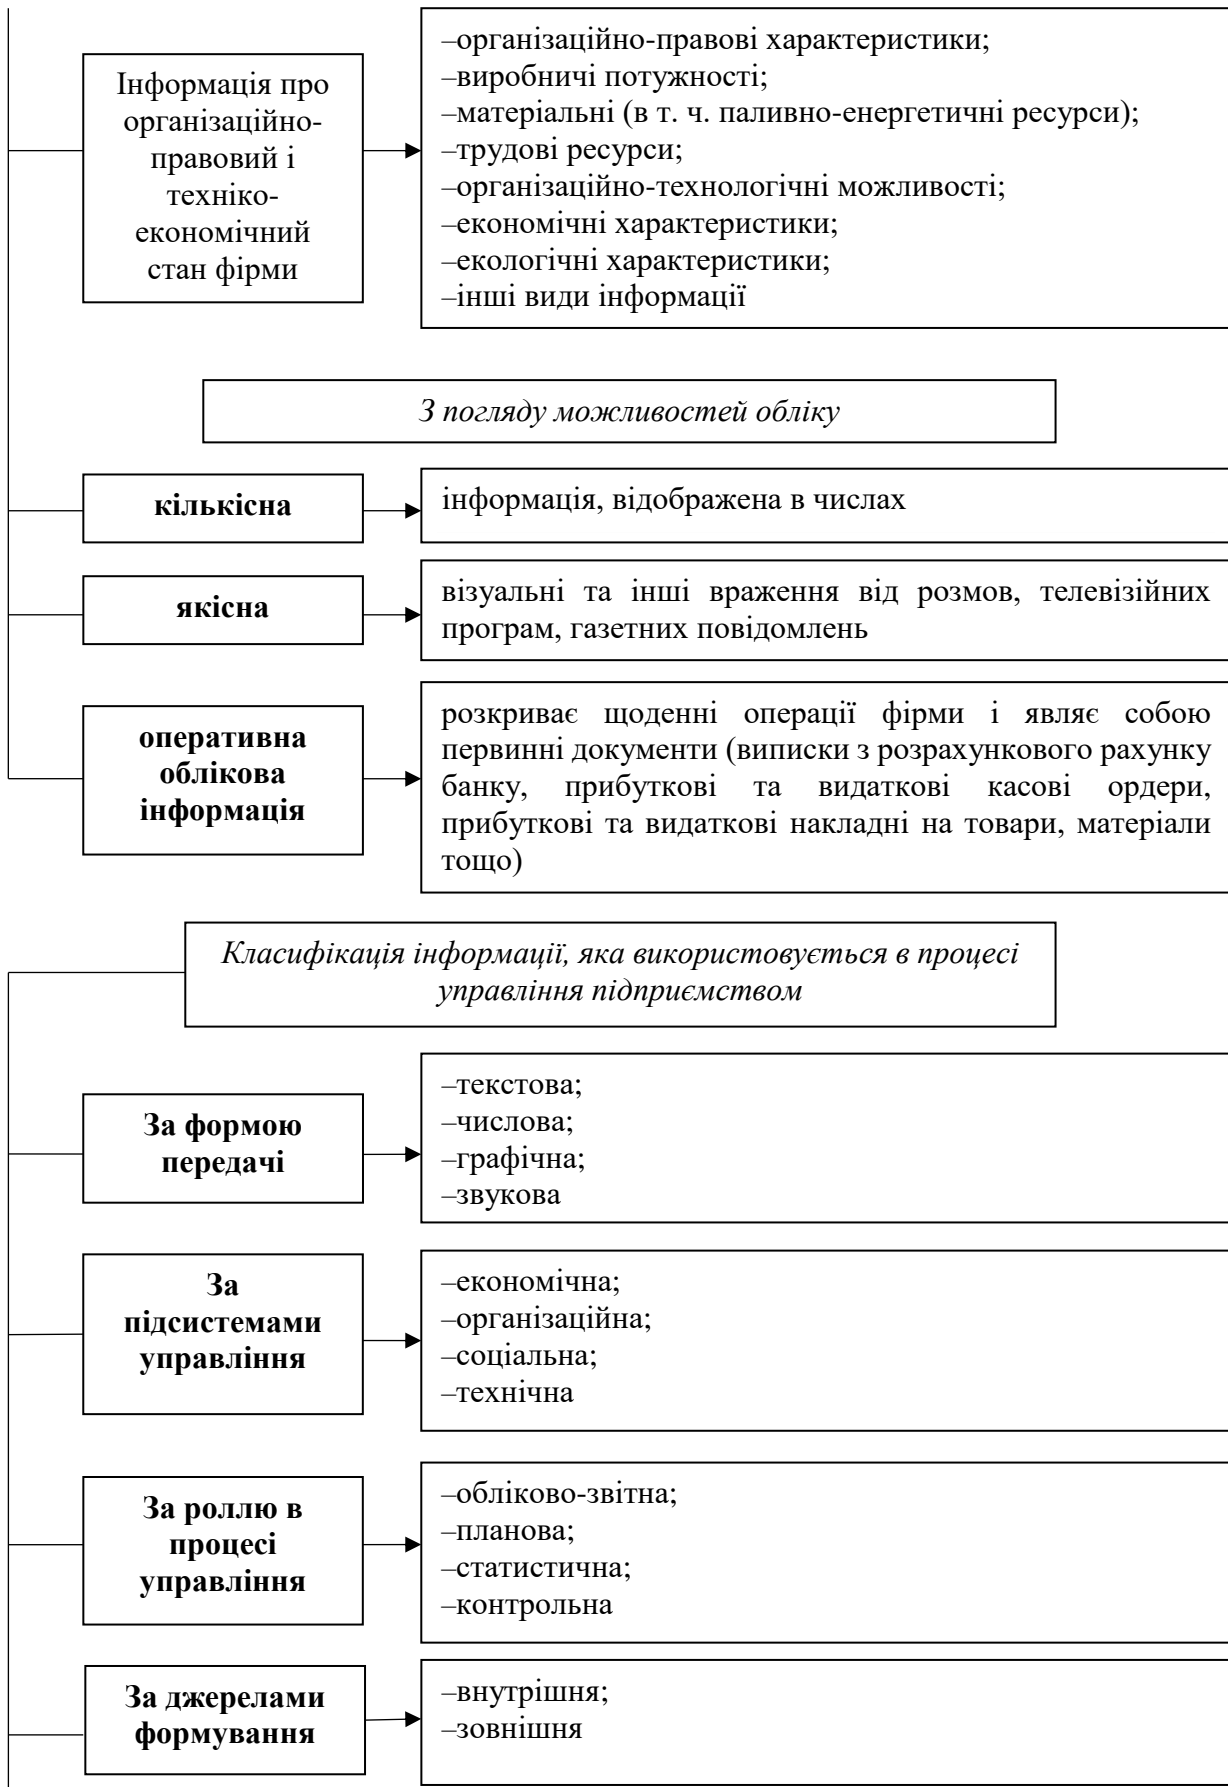 Інформація про
організаційно-
правовий і
техніко-
економічний
стан фірми
–організаційно-правові характеристики;
–виробничі потужності;
–матеріальні (в т. ч. паливно-енергетичні ресурси);
–трудові ресурси;
–організаційно-технологічні можливості;
–економічні характеристики;
–екологічні характеристики;
–інші види інформації
З погляду можливостей обліку
кількісна
інформація, відображена в числах
якісна
візуальні та інші враження від розмов, телевізійних
програм, газетних повідомлень
оперативна
облікова
інформація
розкриває щоденні операції фірми і являє собою
первинні документи (виписки з розрахункового рахунку
банку, прибуткові та видаткові касові ордери,
прибуткові та видаткові накладні на товари, матеріали
тощо)
Класифікація інформації, яка використовується в процесі
управління підприємством
За формою
передачі
–текстова;
–числова;
–графічна;
–звукова
За
підсистемами
управління
–економічна;
–організаційна;
–соціальна;
–технічна
За роллю в
процесі
управління
–обліково-звітна;
–планова;
–статистична;
–контрольна
За джерелами
формування
–внутрішня;
–зовнішня